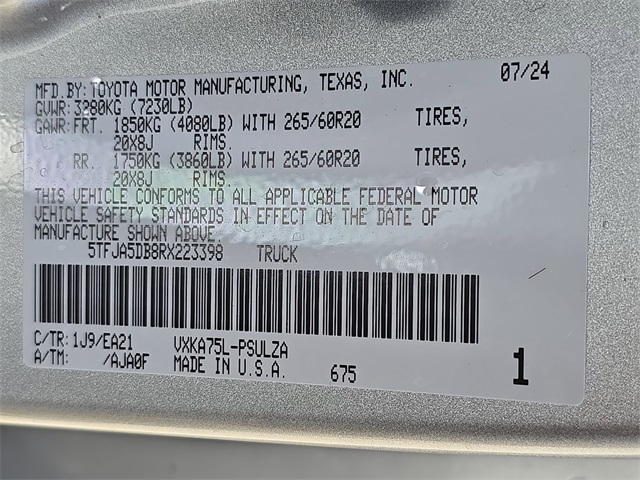 MFD.BY:TOYOTA MOTOR MANUFACTURING, TEXAS, INC. 07/24
GVWR:3280KG (7230LB)
GAWR:FRT. 1850KG (4080LB) WITH 265/60R20 TIRES,
20X8J RIMS.
RR. 1750KG (3860LB) WITH 265/60R20 TIRES,
20X8J RIMS.
THIS VEHICLE CONFORMS TO ALL APPLICABLE FEDERAL MOTOR
VEHICLE SAFETY STANDARDS IN EFFECT ON THE DATE OF
MANUFACTURE SHOWN ABOVE.
5TFJA5DB8RX223398 TRUCK
C/TR:1J9/EA21 VXKA75L-PSULZA
A/TM: /AJA0F MADE IN U.S.A. 675 1